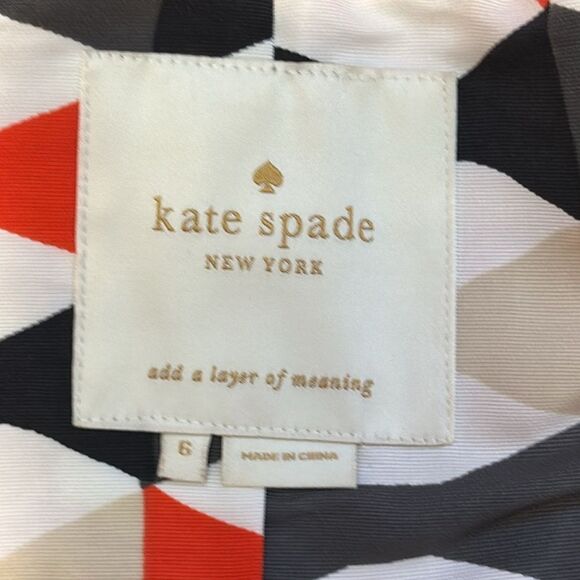 kate spade
NEW YORK
add a layer of meaning
6
MADE IN CHINA